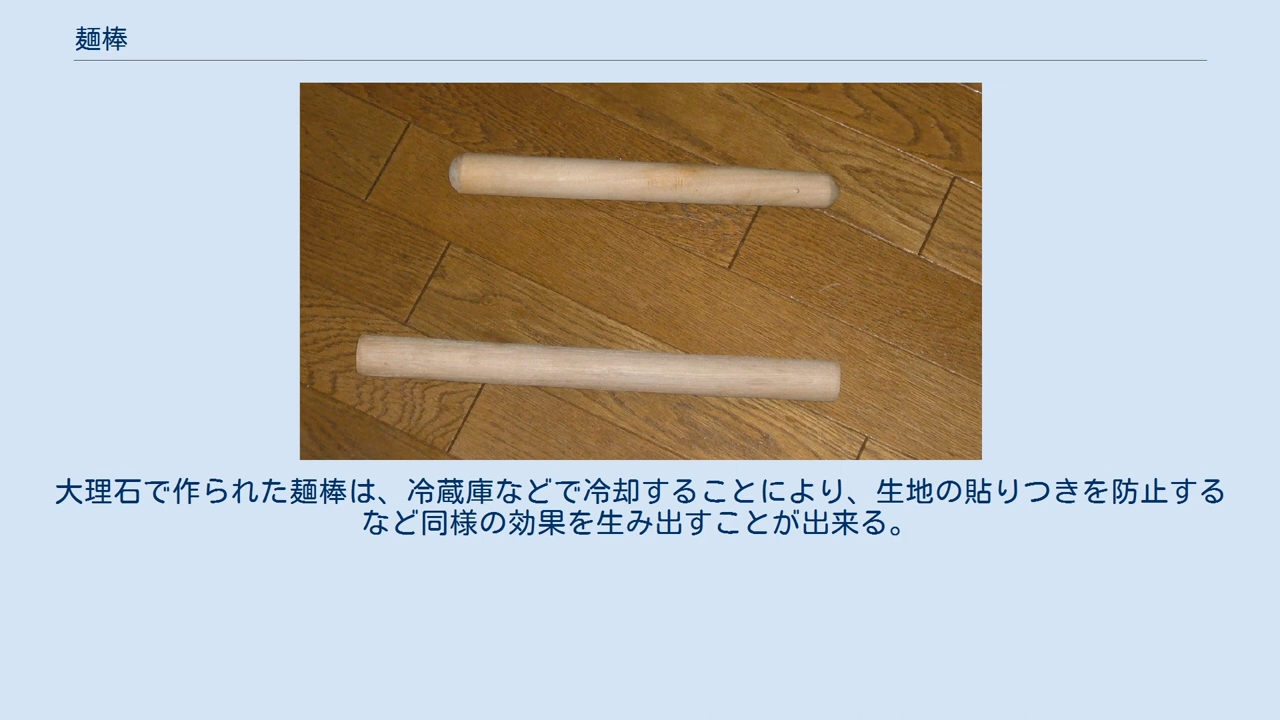 麺棒
大理石で作られた麺棒は、冷蔵庫などで冷却することにより、生地の貼りつきを防止する
など同様の効果を生み出すことが出来る。